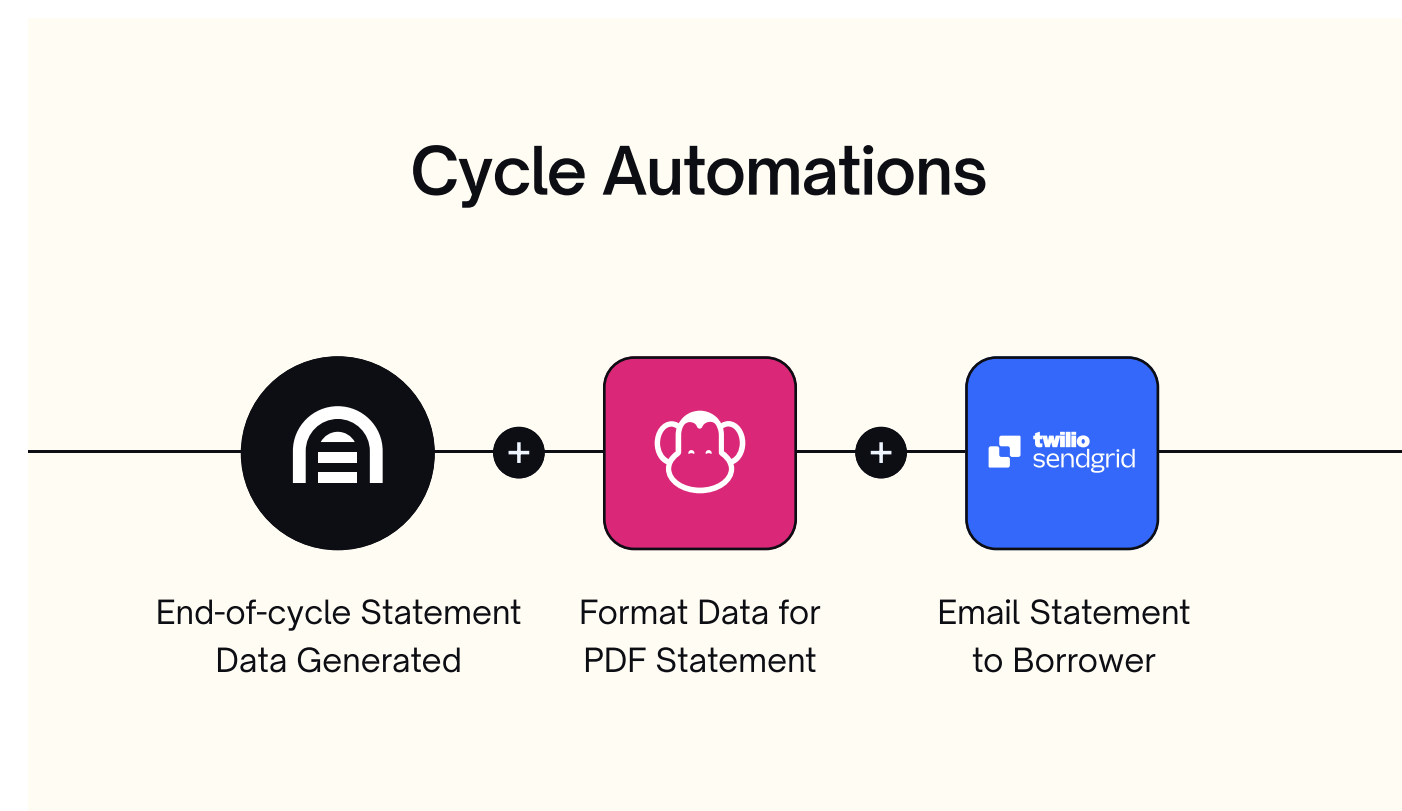 Cycle Automations
+
+
twilio
sendgrid
End-of-cycle Statement
Data Generated
Format Data for
PDF Statement
Email Statement
to Borrower